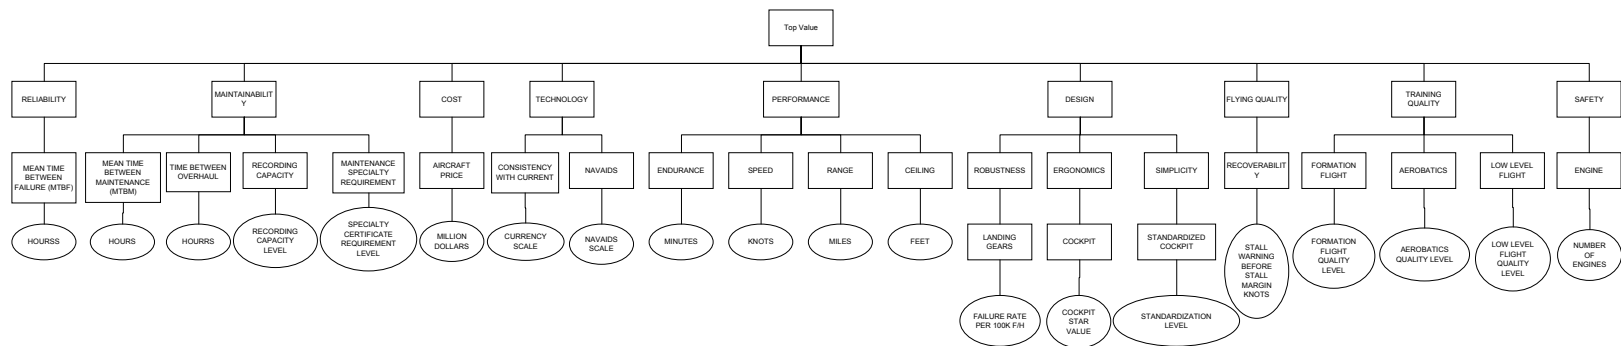 Top Value
RELIABILITY
MAINTAINABILIT
Y
COST
TECHNOLOGY
PERFORMANCE
DESIGN
FLYING QUALITY
TRAINING
QUALITY
SAFETY
MEAN TIME
BETWEEN
FAILURE (MTBF)
MEAN TIME
BETWEEN
MAINTENANCE
(MTBM)
TIME BETWEEN
OVERHAUL
RECORDING
CAPACITY
MAINTENANCE
SPECIALTY
REQUIREMENT
AIRCRAFT
PRICE
CONSISTENCY
WITH CURRENT
NAVAIDS
ENDURANCE
SPEED
RANGE
CEILING
ROBUSTNESS
ERGONOMICS
SIMPLICITY
RECOVERABILIT
Y
FORMATION
FLIGHT
AEROBATICS
LOW LEVEL
FLIGHT
ENGINE
HOURSS
HOURS
HOURRS
RECORDING
CAPACITY
LEVEL
SPECIALTY
CERTIFICATE
REQUIREMENT
LEVEL
MILLION
DOLLARS
CURRENCY
SCALE
NAVAIDS
SCALE
MINUTES
KNOTS
MILES
FEET
LANDING
GEARS
COCKPIT
STANDARDIZED
COCKPIT
STALL
WARNING
BEFORE
STALL
MARGIN
KNOTS
FORMATION
FLIGHT
QUALITY
LEVEL
AEROBATICS
QUALITY LEVEL
LOW LEVEL
FLIGHT
QUALITY
LEVEL
NUMBER
OF
ENGINES
FAILURE RATE
PER 100K F/H
COCKPIT
STAR
VALUE
STANDARDIZATION
LEVEL